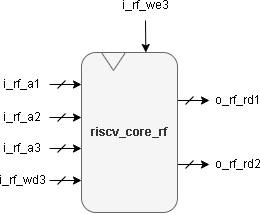 i_rf_we3
i_rf_a1
i_rf_a2
i_rf_a3
i_rf_wd3
riscv_core_rf
o_rf_rd1
o_rf_rd2